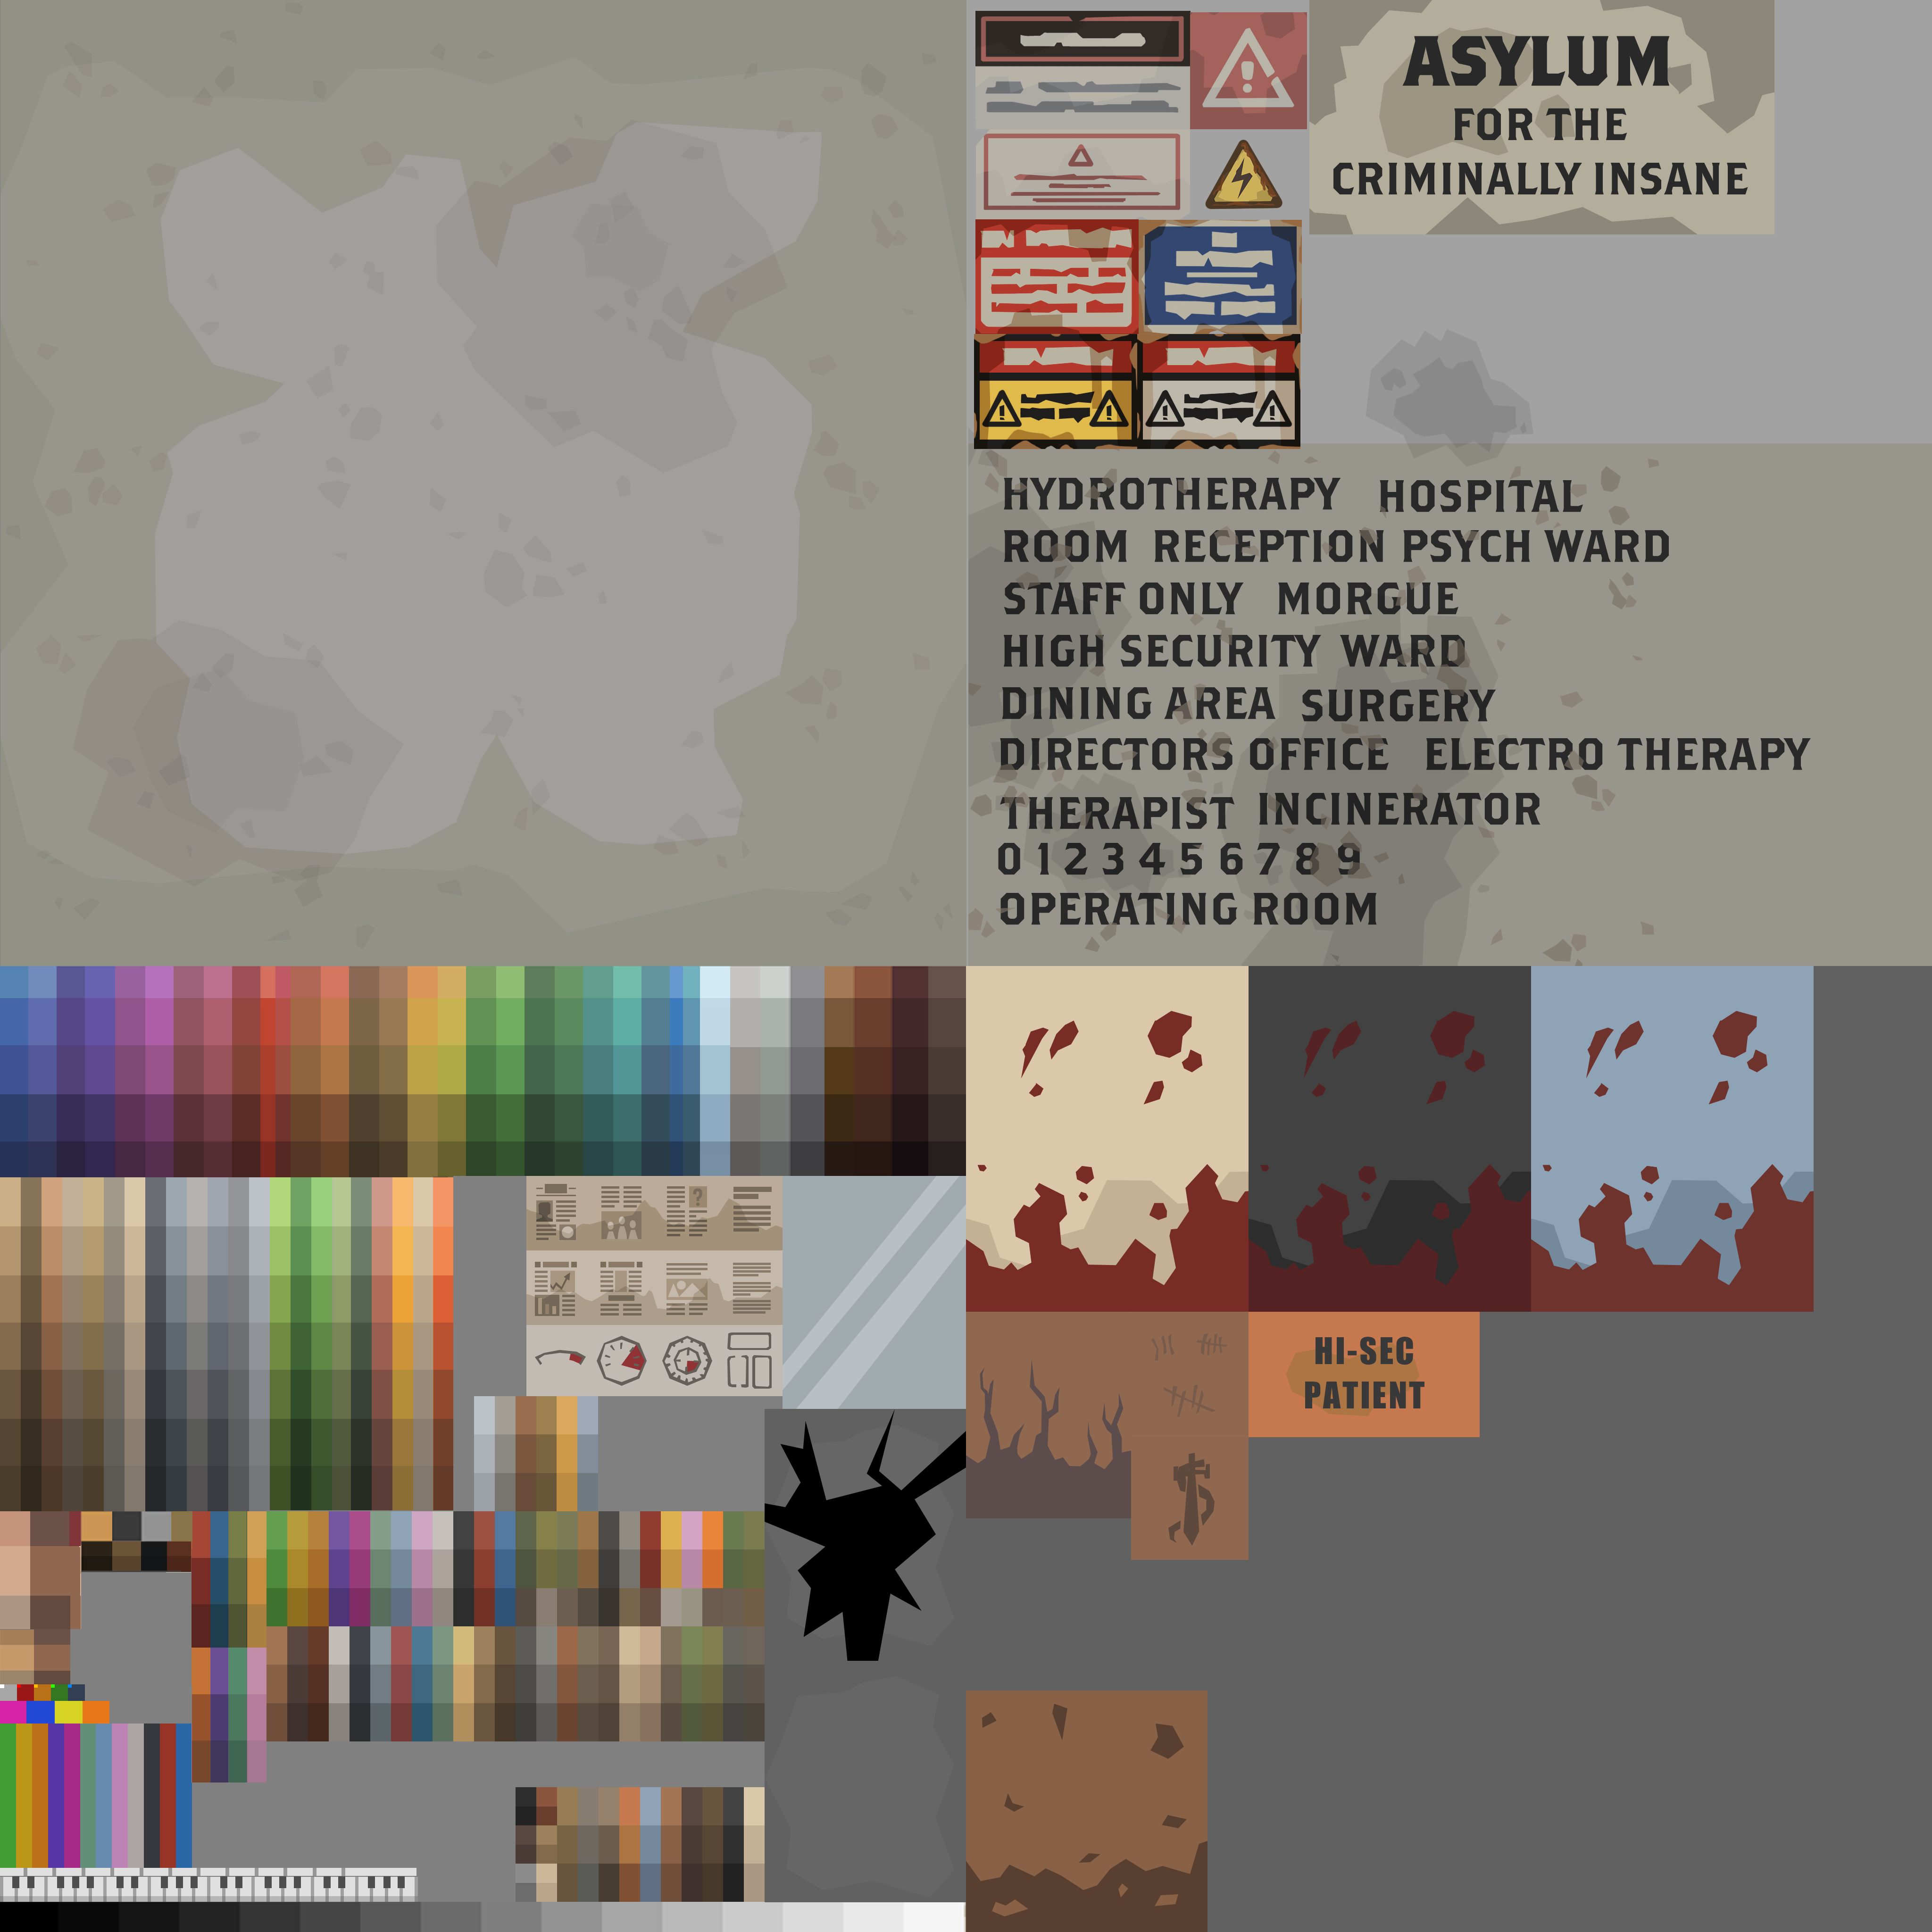 ASYLUM
FOR THE
CRIMINALLY INSANE
HYDROTHERAPY HOSPITAL
ROOM RECEPTION PSYCH WARD
STAFF ONLY MORGUE
HIGH SECURITY WARD
DINING AREA SURGERY
DIRECTORS OFFICE ELECTRO THERAPY
THERAPIST INCINERATOR
0 1 2 3 4 5 6 7 8 9
OPERATING ROOM
?
HI-SEC
PATIENT